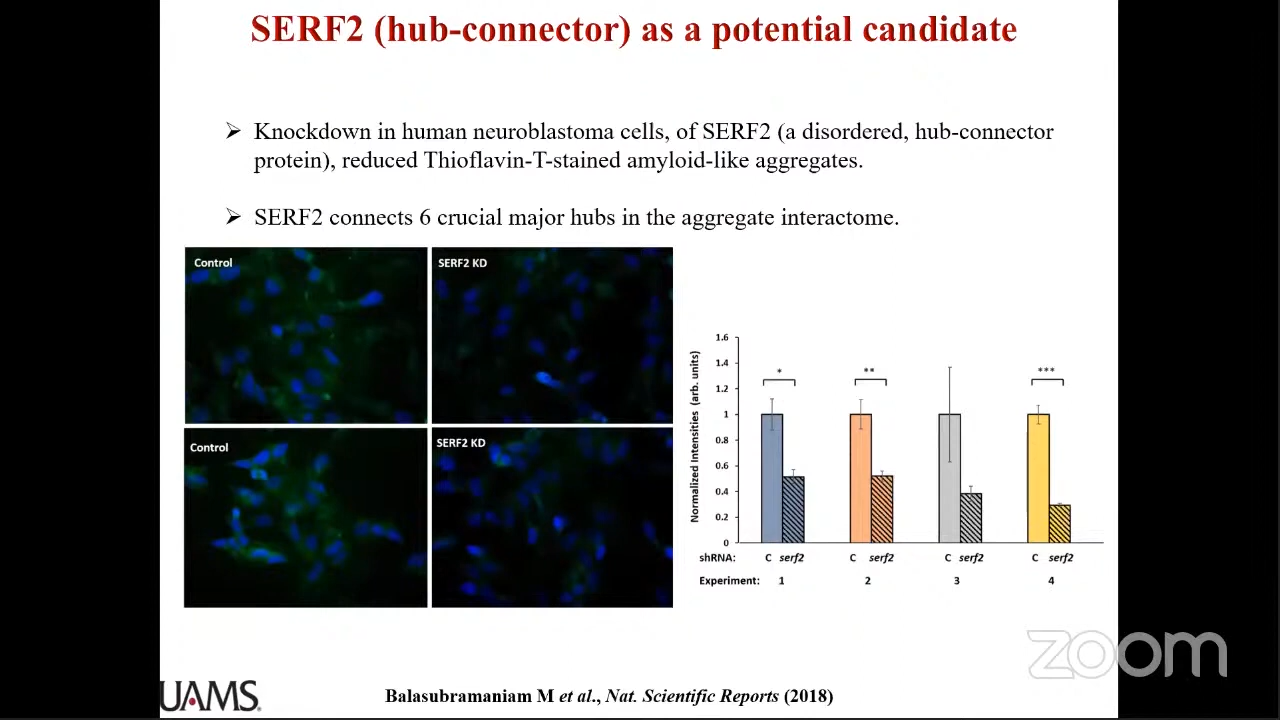 SERF2 (hub-connector) as a potential candidate
➢ Knockdown in human neuroblastoma cells, of SERF2 (a disordered, hub-connector
protein), reduced Thioflavin-T-stained amyloid-like aggregates.
➢ SERF2 connects 6 crucial major hubs in the aggregate interactome.
Control
SERF2 KD
Control
SERF2 KD
Normalized Intensities (arb. units)
1.6
1.4
1.2
1
0.8
0.6
0.4
0.2
0
* ** ***
shRNA: C serf2 C serf2 C serf2 C serf2
Experiment: 1 2 3 4
zoom
UAMS
Balasubramaniam M et al., Nat. Scientific Reports (2018)